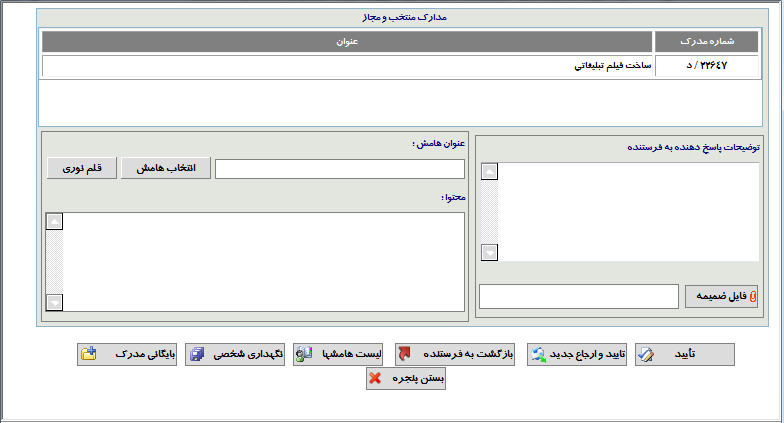 مدارک منتخب و مجاز
شماره مدرک	عنوان
۲۲۶٤۷ / د	ساخت فیلم تبلیغاتی
توضیحات پاسخ دهنده به فرستنده
فایل ضمیمه
عنوان هامش :
انتخاب هامش	قلم نوری
محتوا :
تأیید	تایید و ارجاع جدید	بازگشت به فرستنده	لیست هامشها	نگهداری شخصی	بایگانی مدرک
بستن پنجره